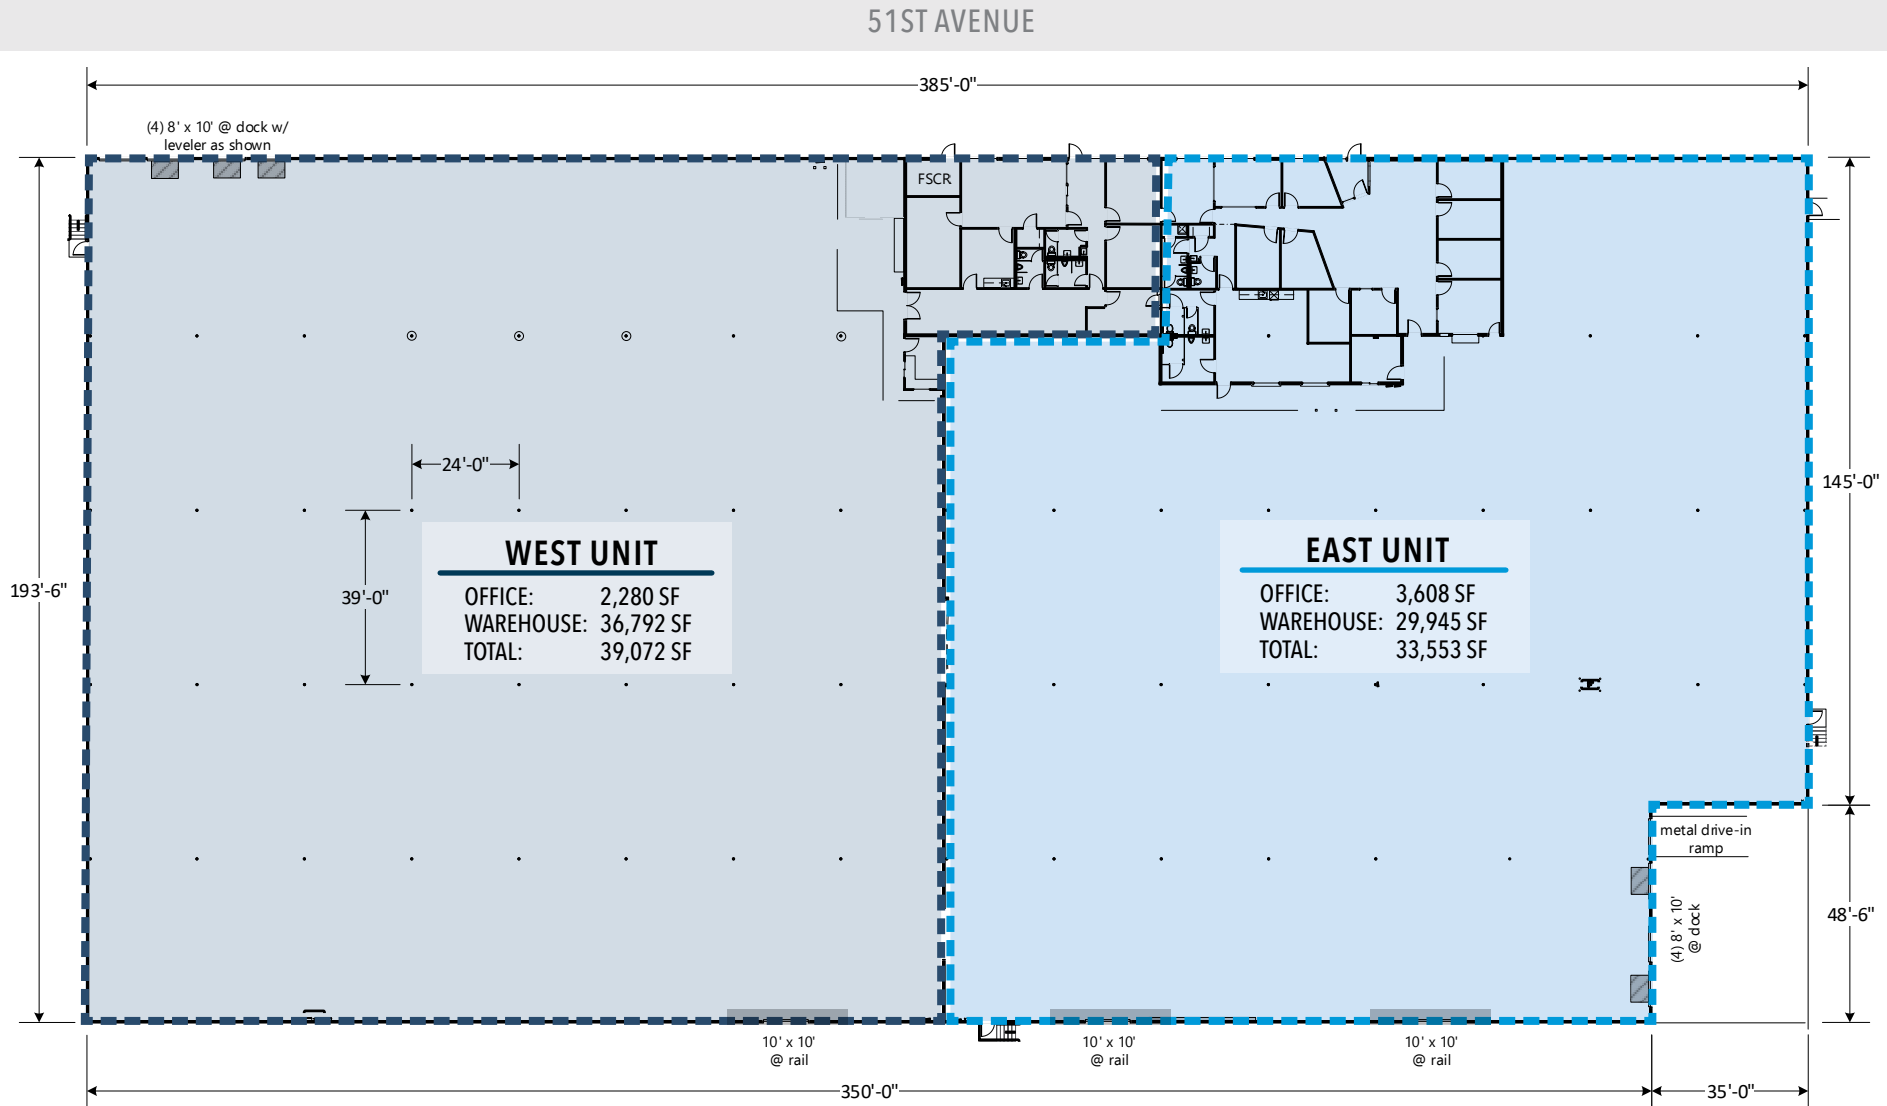 51ST AVENUE
385'-0"
(4) 8' x 10' @ dock w/
leveler as shown
FSCR
24'-0"
39'-0"
193'-6"
145'-0"
WEST UNIT
OFFICE: 2,280 SF
WAREHOUSE: 36,792 SF
TOTAL: 39,072 SF
EAST UNIT
OFFICE: 3,608 SF
WAREHOUSE: 29,945 SF
TOTAL: 33,553 SF
metal drive-in
ramp
(4) 8' x 10'
@ dock
48'-6"
10' x 10'
@ rail
10' x 10'
@ rail
10' x 10'
@ rail
350'-0"
35'-0"